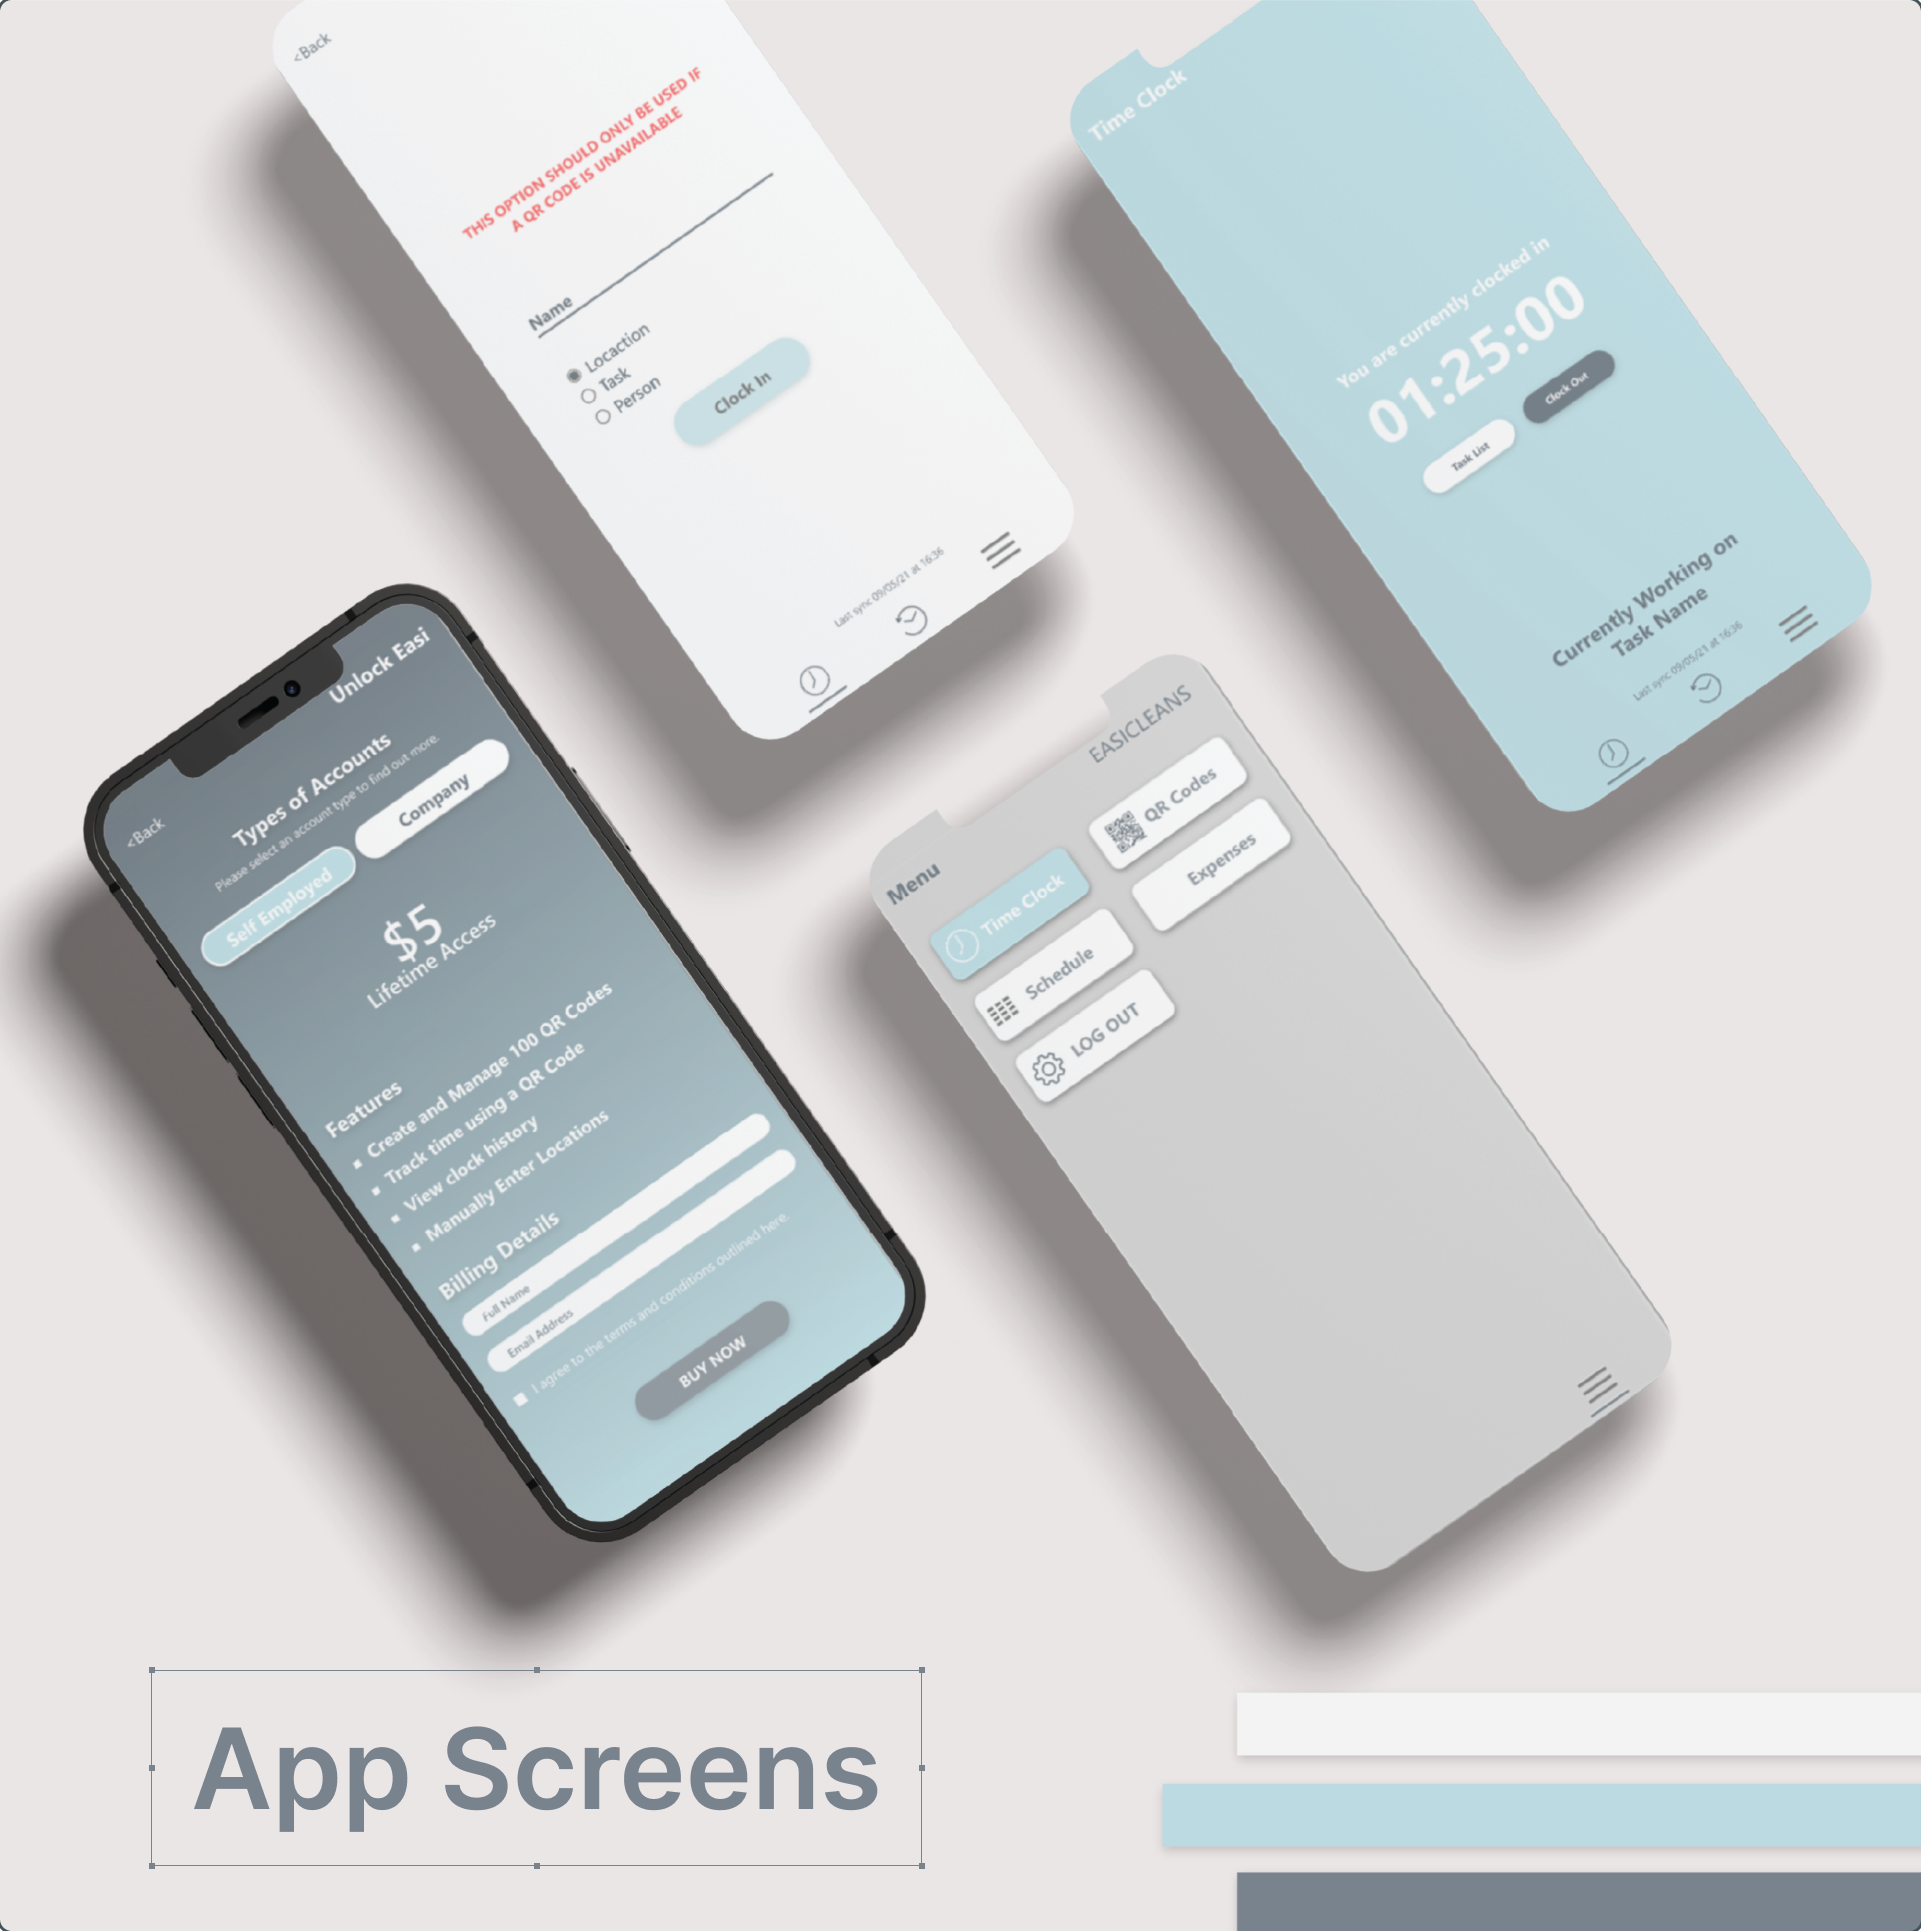 <Back
THIS OPTION SHOULD ONLY BE USED IF
A QR CODE IS UNAVAILABLE
Name
Locaction
Task
Person
Clock In
Last sync 09/05/21 at 16:36
Time Clock
You are currently clocked in
01:25:00
Task List
Clock Out
Currently Working on
Task Name
Last sync 09/05/21 at 16:36
Unlock Easi
<Back
Types of Accounts
Please select an account type to find out more.
Self Employed
Company
$5
Lifetime Access
Features
Create and Manage 100 QR Codes
Track time using a QR Code
View clock history
Manually Enter Locations
Billing Details
Full Name
Email Address
I agree to the terms and conditions outlined here.
BUY NOW
EASICLEANS
Menu
Time Clock
QR Codes
Schedule
Expenses
LOG OUT
App Screens